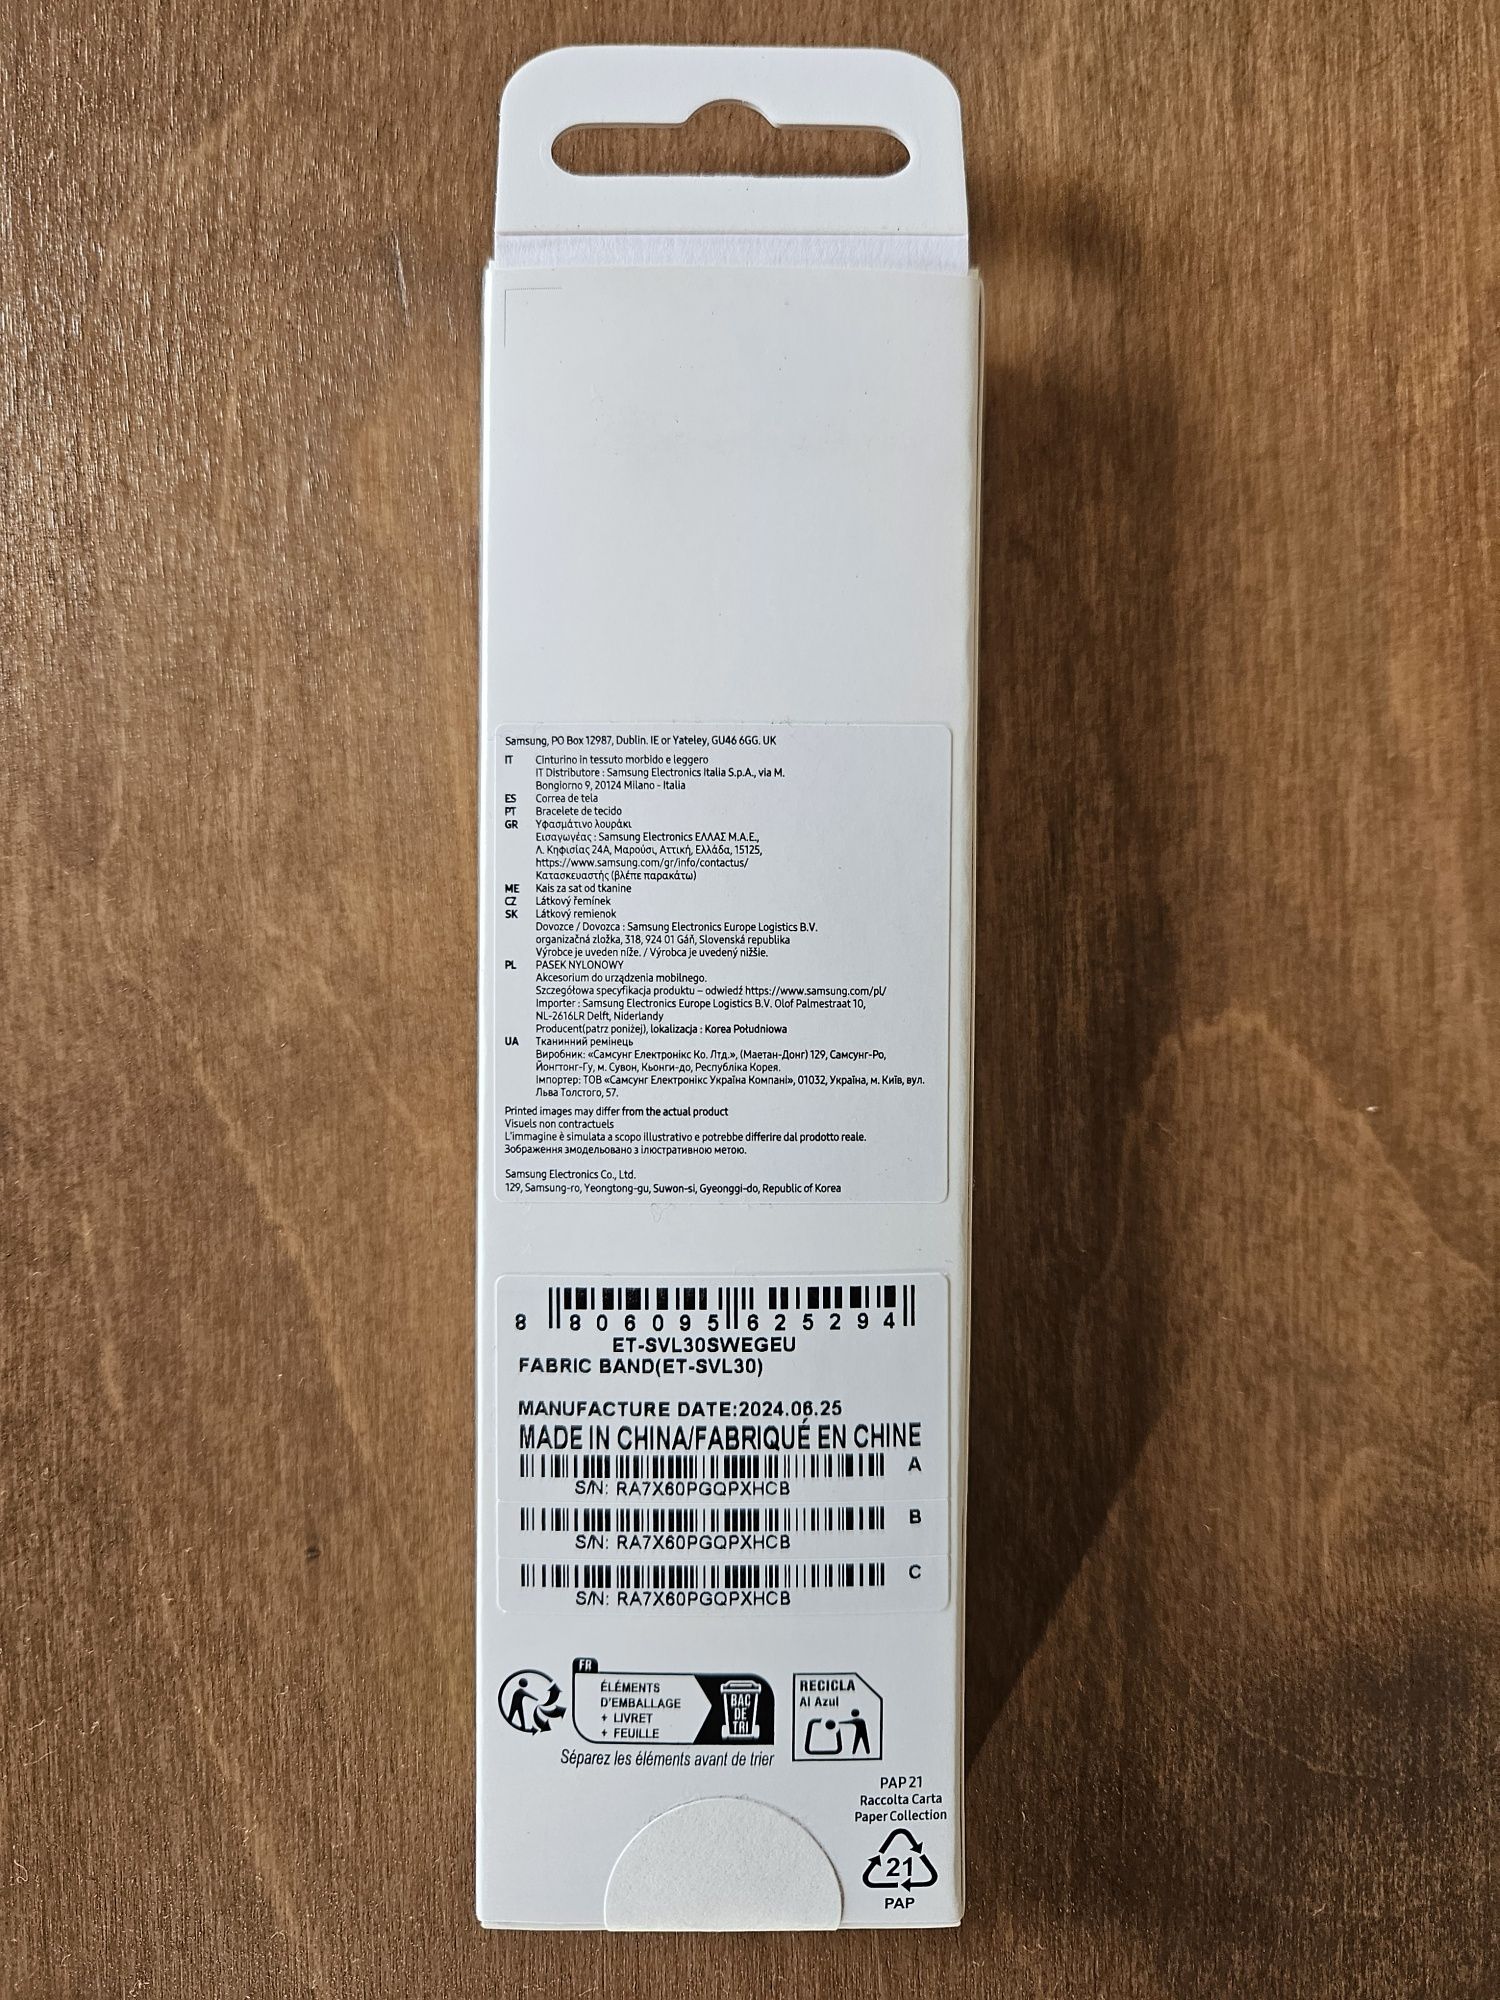 Samsung, PO Box 12987, Dublin. IE or Yateley, GU46 6GG. UK
IT Cinturino in tessuto morbido e leggero
IT Distributore : Samsung Electronics Italia S.p.A., via M.
Bongiorno 9, 20124 Milano - Italia
ES Correa de tela
PT Bracelete de tecido
GR Υφασμάτινο λουράκι
Εισαγωγέας : Samsung Electronics ΕΛΛΑΣ Μ.Α.Ε.,
Λ. Κηφισίας 24Α, Μαρούσι, Αττική, Ελλάδα, 15125,
https://www.samsung.com/gr/info/contactus/
Κατασκευαστής (βλέπε παρακάτω)
ME Kais za sat od tkanine
CZ Látkový řemínek
SK Látkový remienok
Dovozce / Dovozca : Samsung Electronics Europe Logistics B.V.
organizačná zložka, 318, 924 01 Gáň, Slovenská republika
Výrobce je uveden níže. / Výrobca je uvedený nižšie.
PL PASEK NYLONOWY
Akcesorium do urządzenia mobilnego.
Szczegółowa specyfikacja produktu – odwiedź https://www.samsung.com/pl/
Importer : Samsung Electronics Europe Logistics B.V. Olof Palmestraat 10,
NL-2616LR Delft, Niderlandy
Producent(patrz poniżej), lokalizacja : Korea Południowa
UA Тканинний ремінець
Виробник: «Самсунг Електронікс Ко. Лтд.», (Маетан-Донг) 129, Самсунг-Ро,
Йонгтонг-Гу, м. Сувон, Кьонги-до, Республіка Корея.
Імпортер: ТОВ «Самсунг Електронікс Україна Компані», 01032, Україна, м. Київ, вул.
Льва Толстого, 57.
Printed images may differ from the actual product
Visuels non contractuels
L'immagine è simulata a scopo illustrativo e potrebbe differire dal prodotto reale.
Зображення змодельовано з ілюстративною метою.
Samsung Electronics Co., Ltd.
129, Samsung-ro, Yeongtong-gu, Suwon-si, Gyeonggi-do, Republic of Korea
8 806095 625294
ET-SVL30SWEGEU
FABRIC BAND(ET-SVL30)
MANUFACTURE DATE:2024.06.25
MADE IN CHINA/FABRIQUÉ EN CHINE
A
S/N: RA7X60PGQPXHCB
B
S/N: RA7X60PGQPXHCB
C
S/N: RA7X60PGQPXHCB
FR
ÉLÉMENTS
D'EMBALLAGE
+ LIVRET
+ FEUILLE
BAC
DE
TRI
Séparez les éléments avant de trier
RECICLA
Al Azul
PAP 21
Raccolta Carta
Paper Collection
21
PAP